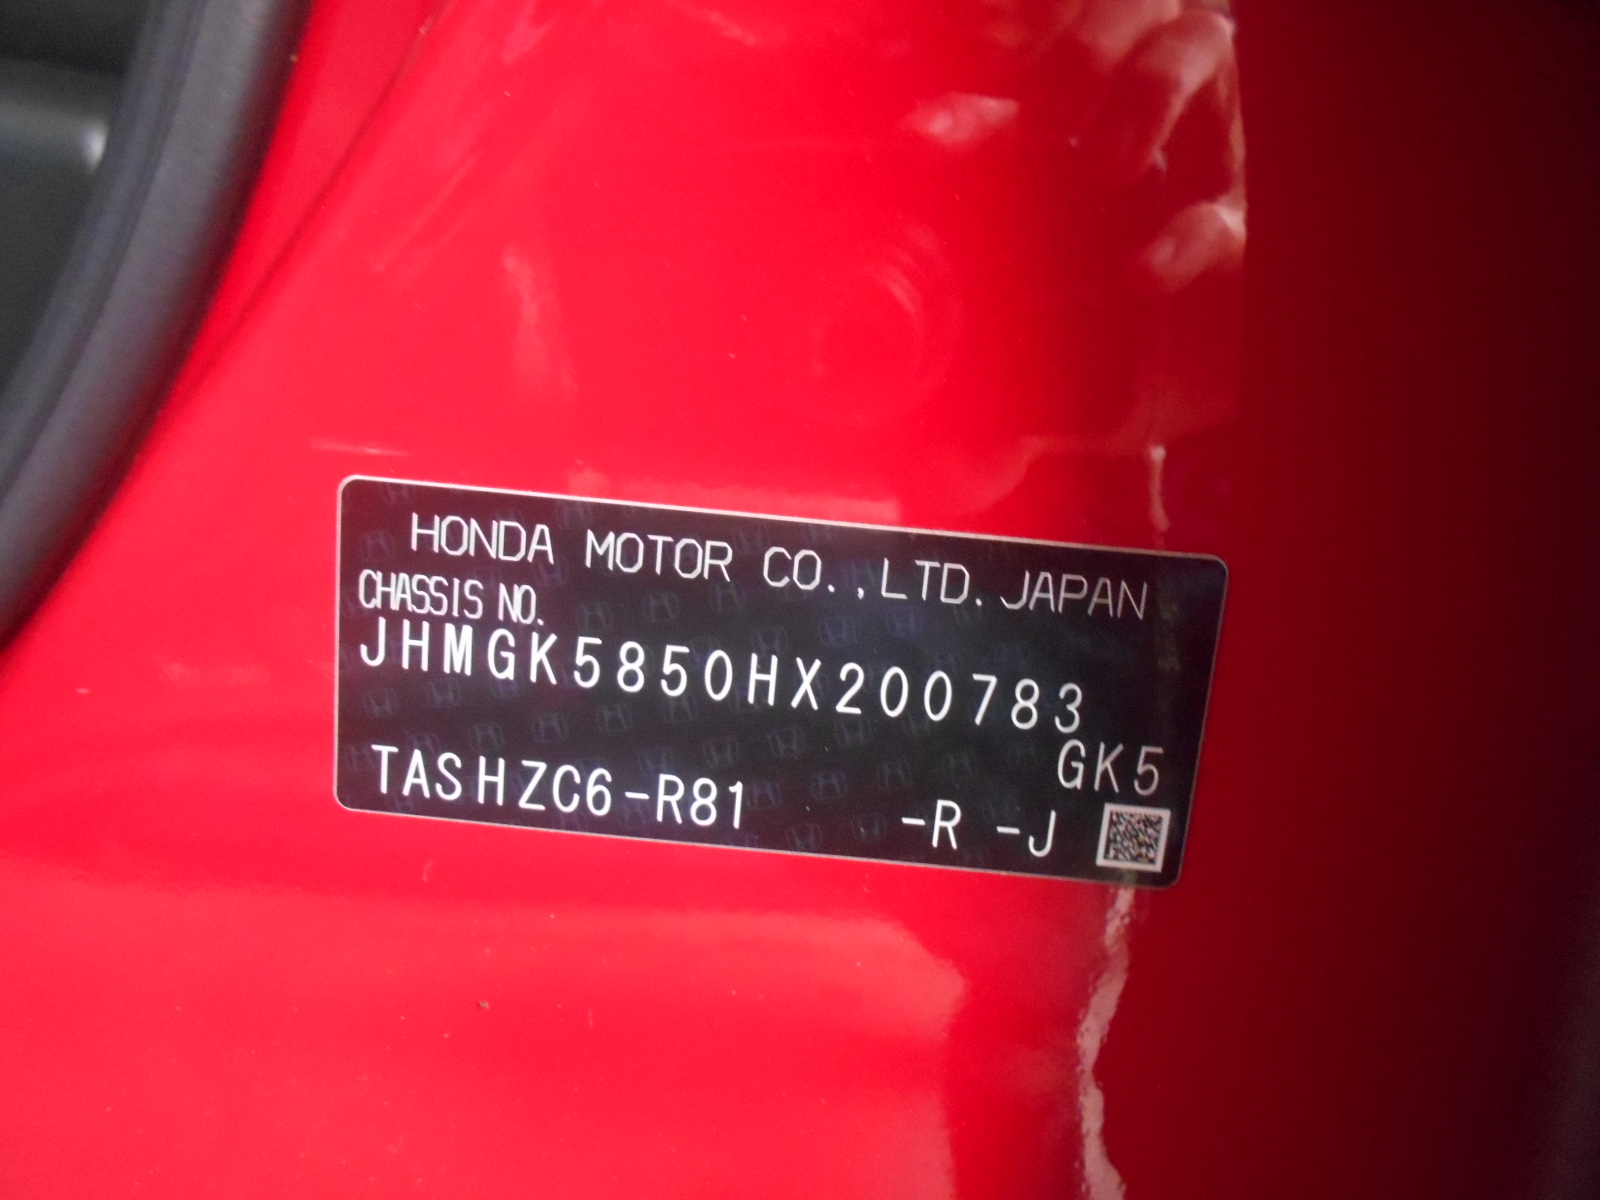 HONDA MOTOR CO.,LTD. JAPAN
CHASSIS NO.
JHMGK5850HX200783
GK5
TASHZC6-R81 -R -J